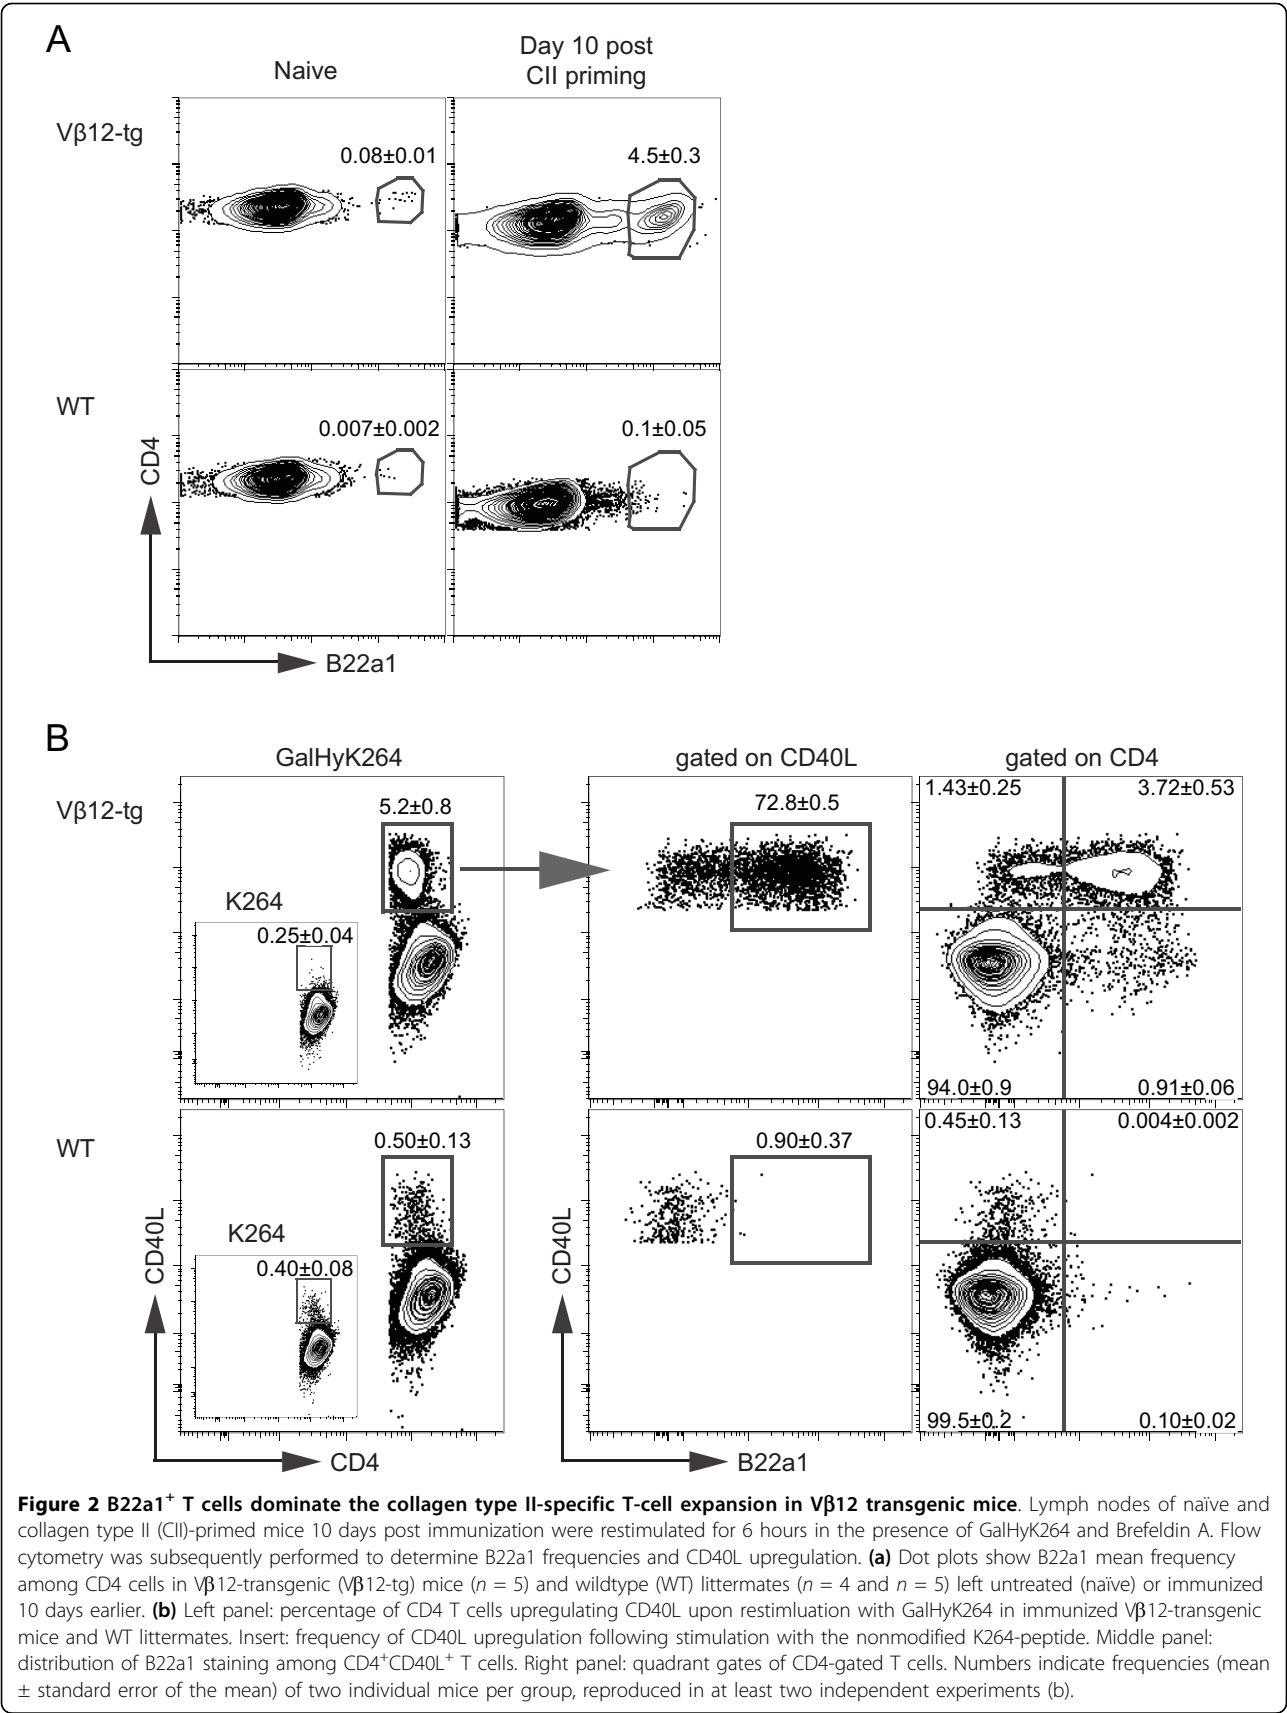 A
Naive
Day 10 post
CII priming
Vβ12-tg
0.08±0.01
4.5±0.3
WT
0.007±0.002
0.1±0.05
CD4
B22a1
B
GalHyK264
gated on CD40L
gated on CD4
Vβ12-tg
5.2±0.8
72.8±0.5
1.43±0.25
3.72±0.53
K264
0.25±0.04
94.0±0.9
0.91±0.06
WT
0.50±0.13
0.90±0.37
0.45±0.13
0.004±0.002
K264
0.40±0.08
CD40L
CD40L
99.5±0.2
0.10±0.02
CD4
B22a1
Figure 2 B22a1+ T cells dominate the collagen type II-specific T-cell expansion in Vβ12 transgenic mice. Lymph nodes of naïve and
collagen type II (CII)-primed mice 10 days post immunization were restimulated for 6 hours in the presence of GalHyK264 and Brefeldin A. Flow
cytometry was subsequently performed to determine B22a1 frequencies and CD40L upregulation. (a) Dot plots show B22a1 mean frequency
among CD4 cells in Vβ12-transgenic (Vβ12-tg) mice (n = 5) and wildtype (WT) littermates (n = 4 and n = 5) left untreated (naïve) or immunized
10 days earlier. (b) Left panel: percentage of CD4 T cells upregulating CD40L upon restimluation with GalHyK264 in immunized Vβ12-transgenic
mice and WT littermates. Insert: frequency of CD40L upregulation following stimulation with the nonmodified K264-peptide. Middle panel:
distribution of B22a1 staining among CD4+CD40L+ T cells. Right panel: quadrant gates of CD4-gated T cells. Numbers indicate frequencies (mean
± standard error of the mean) of two individual mice per group, reproduced in at least two independent experiments (b).